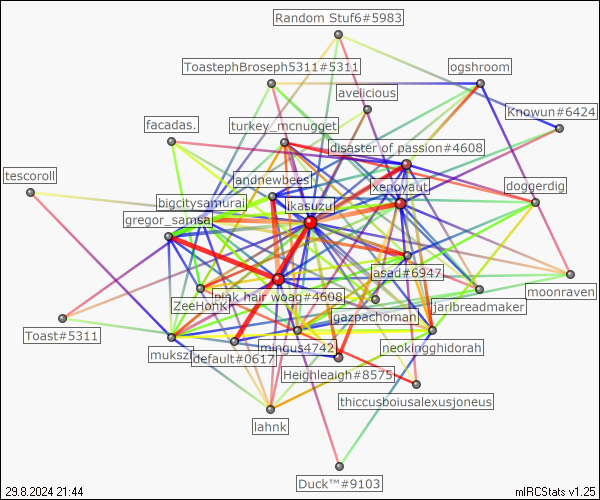 Random Stuf6#5983
ToastephBroseph5311#5311
ogshroom
avelicious
Knowun#6424
facadas.
turkey_mcnugget
disaster of passion#4608
tescoroll
andnewbees
xenovaut
doggerdig
bigcitysamurai
ikasuzu
gregor_samsa
asad#6947
moonraven
ZeeHonk
pink hair woag#4608
gazpachoman
jarlbreadmaker
Toast#5311
muksz
default#0617
mingus4742
neokingghidorah
Heighleaigh#8575
thiccusboiusalexusjoneus
lahnk
Duck™#9103
29.8.2024 21:44
mIRCStats v1.25